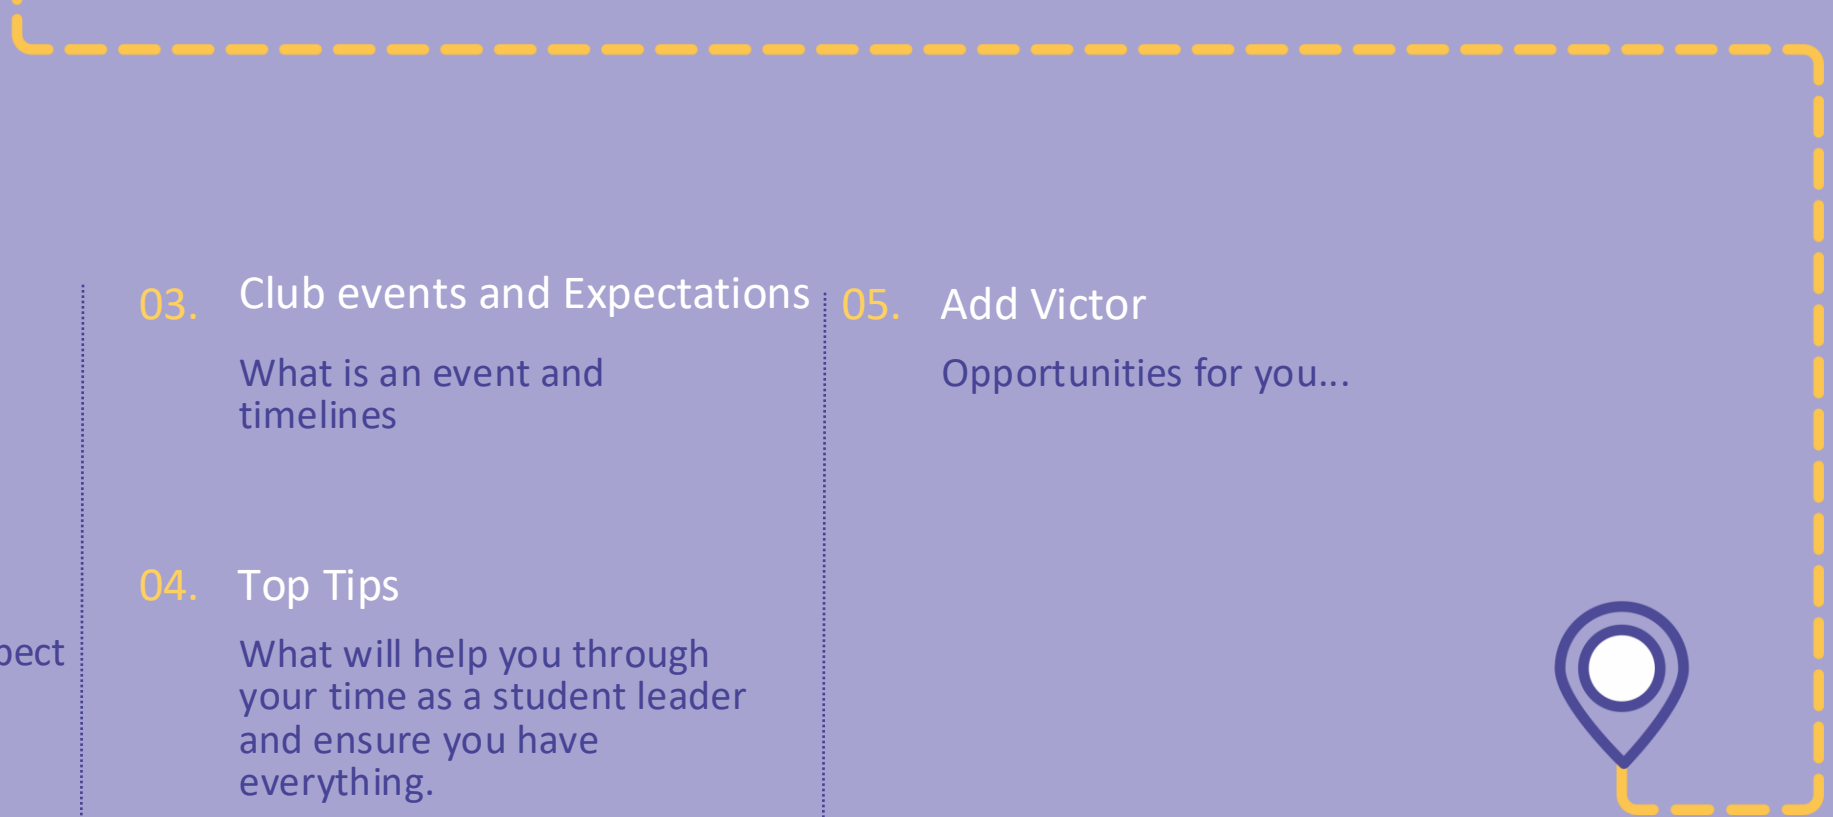 03.
Club events and Expectations
What is an event and
timelines
04.
Top Tips
What will help you through
your time as a student leader
and ensure you have
everything.
05.
Add Victor
Opportunities for you...